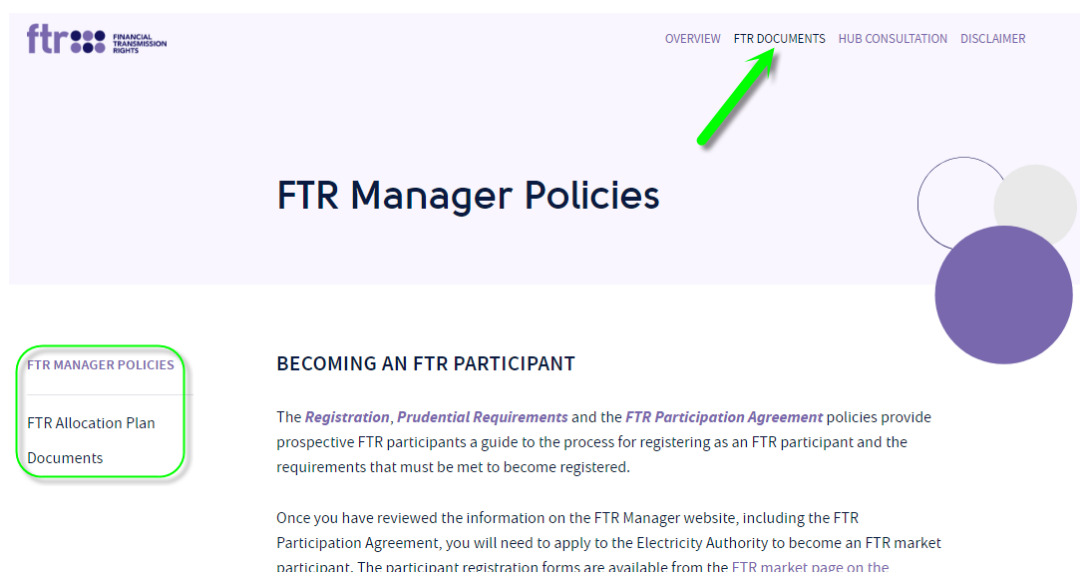 ftr FINANCIAL
TRANSMISSION
RIGHTS
OVERVIEW FTR DOCUMENTS HUB CONSULTATION DISCLAIMER
FTR Manager Policies
FTR MANAGER POLICIES
FTR Allocation Plan
Documents
BECOMING AN FTR PARTICIPANT
The Registration, Prudential Requirements and the FTR Participation Agreement policies provide
prospective FTR participants a guide to the process for registering as an FTR participant and the
requirements that must be met to become registered.
Once you have reviewed the information on the FTR Manager website, including the FTR
Participation Agreement, you will need to apply to the Electricity Authority to become an FTR market
participant. The participant registration forms are available from the FTR market page on the